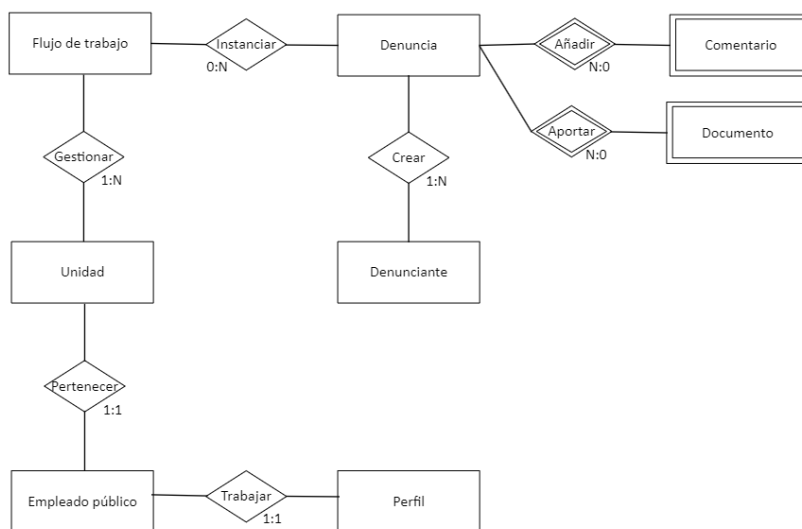 Flujo de trabajo
Instanciar
0:N
Denuncia
Añadir
N:0
Comentario
Aportar
N:0
Documento
Gestionar
1:N
Crear
1:N
Unidad
Denunciante
Pertenecer
1:1
Empleado público
Trabajar
1:1
Perfil